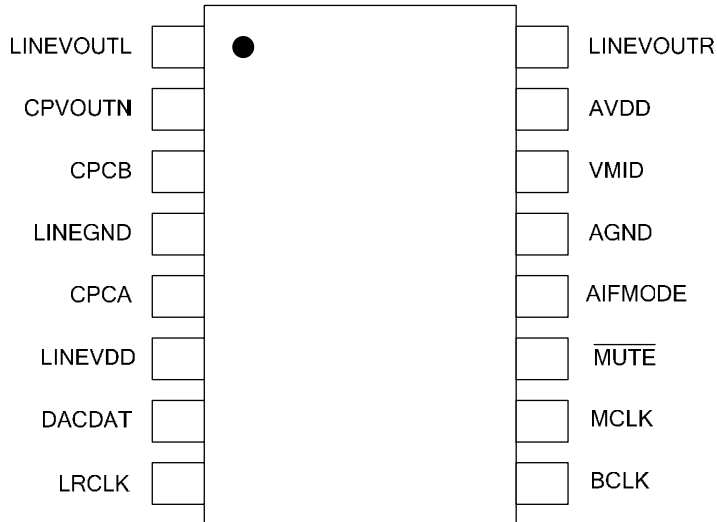 LINEVOUTL LINEVOUTR
CPVOUTN AVDD
CPCB VMID
LINEGND AGND
CPCA AIFMODE
LINEVDD MUTE
DACDAT MCLK
LRCLK BCLK